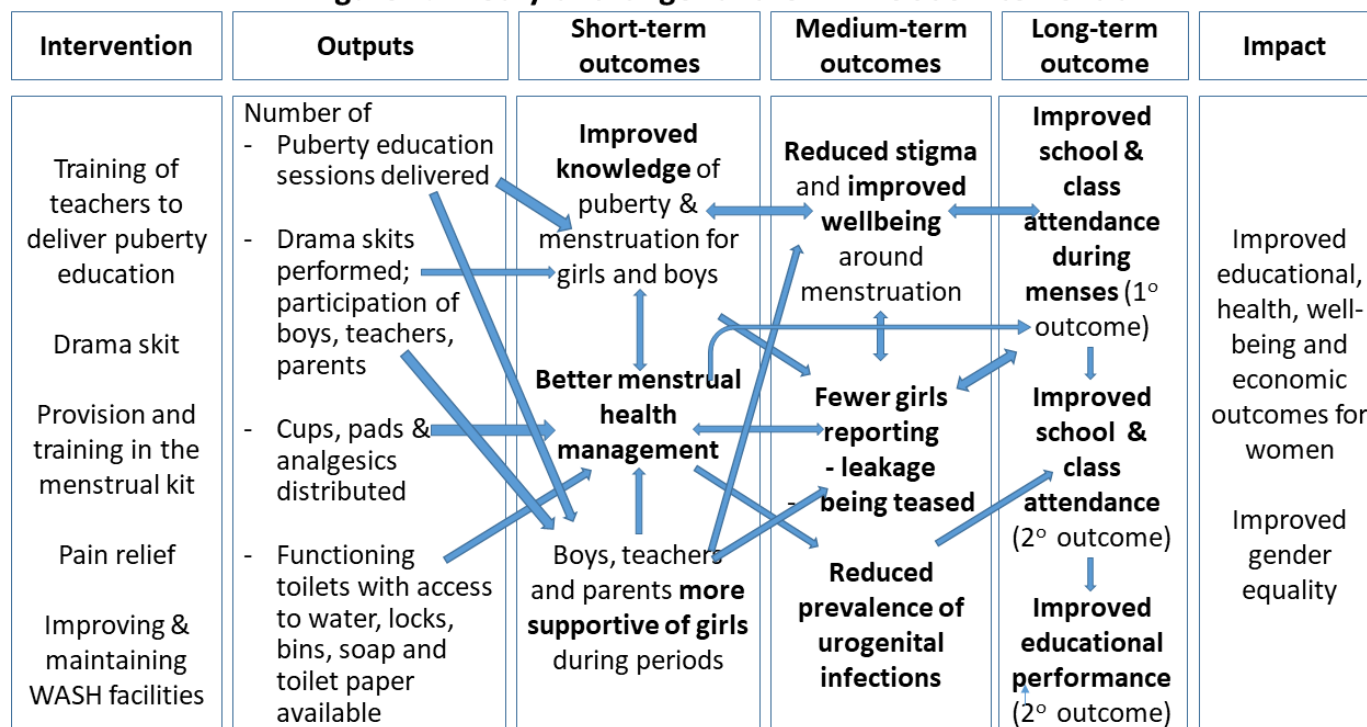 Intervention
Outputs
Short-term
outcomes
Medium-term
outcomes
Long-term
outcome
Impact
Training of
teachers to
deliver puberty
education
Drama skit
Provision and
training in the
menstrual kit
Pain relief
Improving &
maintaining
WASH facilities
Number of
- Puberty education
sessions delivered
- Drama skits
performed;
participation of
boys, teachers,
parents
- Cups, pads &
analgesics
distributed
- Functioning
toilets with access
to water, locks,
bins, soap and
toilet paper
available
Improved
knowledge of
puberty &
menstruation for
girls and boys
Better menstrual
health
management
Boys, teachers
and parents more
supportive of girls
during periods
Reduced stigma
and improved
wellbeing
around
menstruation
Fewer girls
reporting
- leakage
- being teased
Reduced
prevalence of
urogenital
infections
Improved
school &
class
attendance
during
menses (1º
outcome)
Improved
school &
class
attendance
(2º outcome)
Improved
educational
performance
(2º outcome)
Improved
educational,
health, well-
being and
economic
outcomes for
women
Improved
gender
equality